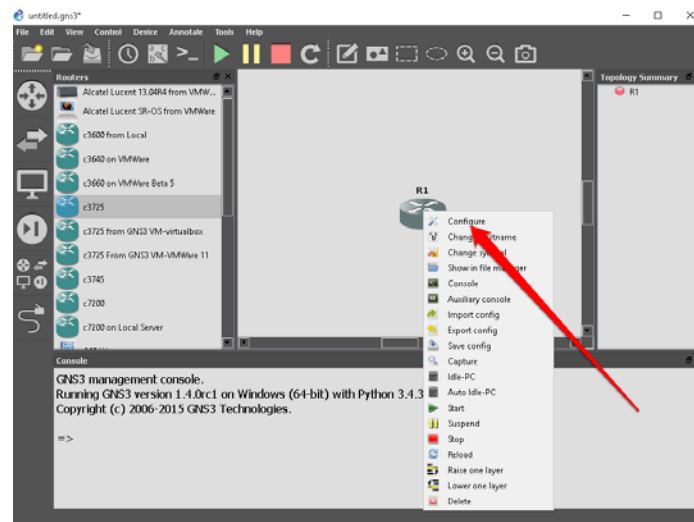 untitled.gns3*
File Edit View Control Device Annotate Tools Help
Routers
Topology Summary
Alcatel Lucent 13.04R4 from VMW...
R1
Alcatel Lucent SR-OS from VMWare
c3600 from Local
c3640 on VMWare
c3660 on VMWare Beta 5
R1
c3725
Configure
c3725 from GNS3 VM-virtualbox
Change
Change
c3725 From GNS3 VM-VMWare 11
Show in file manager
c3745
Console
Auxiliary console
c7200
Import config
c7200 on Local Server
Export config
Save config
Console
Capture
GNS3 management console.
Idle-PC
Running GNS3 version 1.4.0rc1 on Windows (64-bit) with Python 3.4.3
Auto Idle-PC
Copyright (c) 2006-2015 GNS3 Technologies.
Start
Suspend
=>
Stop
Reload
Raise one layer
Lower one layer
Delete